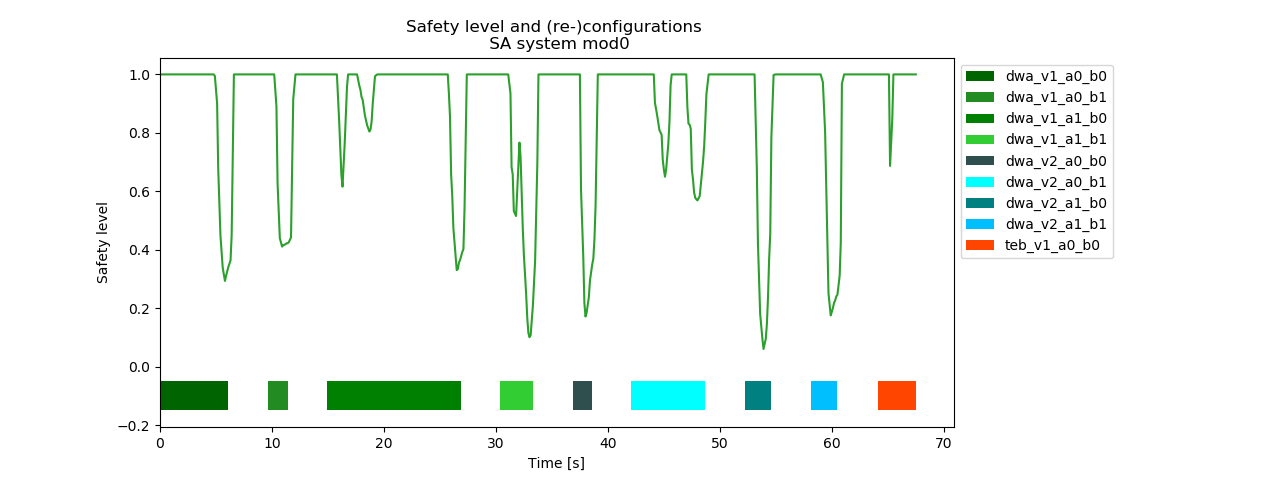 Safety level and (re-)configurations
SA system mod0
Safety level
1.0
0.8
0.6
0.4
0.2
0.0
−0.2
0 10 20 30 40 50 60 70
Time [s]
dwa_v1_a0_b0
dwa_v1_a0_b1
dwa_v1_a1_b0
dwa_v1_a1_b1
dwa_v2_a0_b0
dwa_v2_a0_b1
dwa_v2_a1_b0
dwa_v2_a1_b1
teb_v1_a0_b0